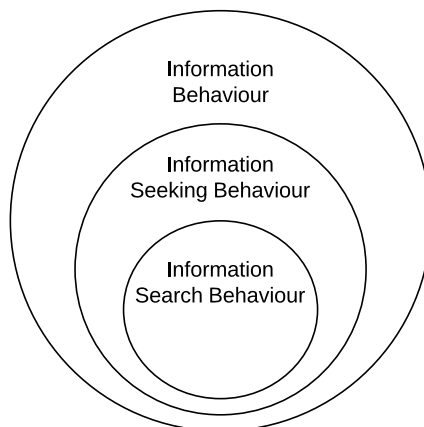 Information
Behaviour
Information
Seeking Behaviour
Information
Search Behaviour